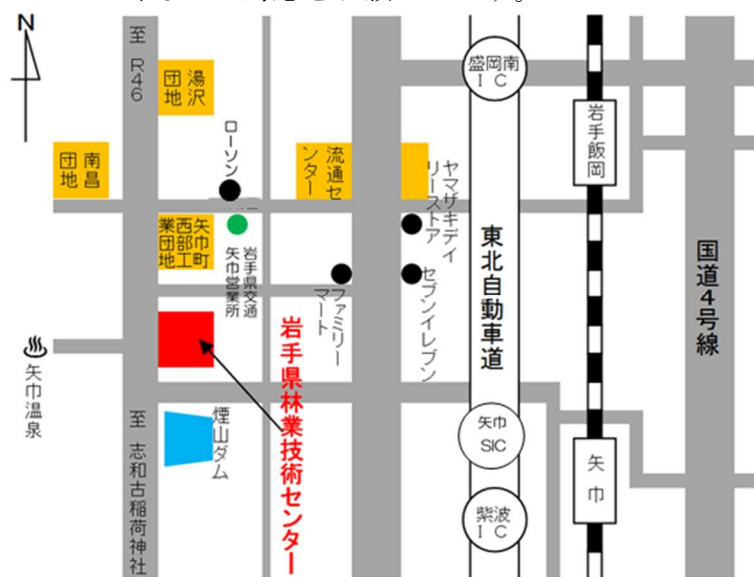 N
至 R46
湯沢
団地
南昌
団地
ローソン
流通セ
ンター
ヤマザキデイ
リーストア
盛岡南
IC
岩手飯岡
矢巾町
西部工
業団地
岩手県交通
矢巾営業所
ファミリー
マート
セブンイレブン
東北自動車道
国道4号線
矢巾温泉
岩手県林業技術センター
至 志和古稲荷神社
煙山ダム
矢巾
SIC
紫波
IC
矢巾